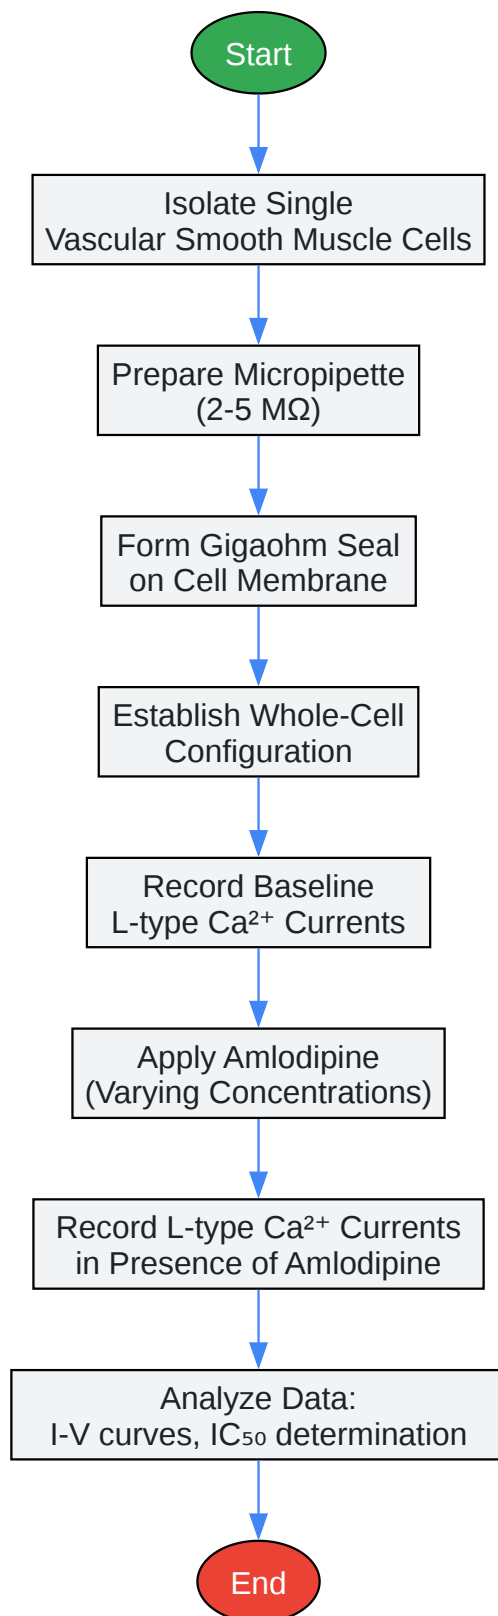 Start
Isolate Single
Vascular Smooth Muscle Cells
Prepare Micropipette
(2-5 MΩ)
Form Gigaohm Seal
on Cell Membrane
Establish Whole-Cell
Configuration
Record Baseline
L-type Ca²⁺ Currents
Apply Amlodipine
(Varying Concentrations)
Record L-type Ca²⁺ Currents
in Presence of Amlodipine
Analyze Data:
I-V curves, IC₅₀ determination
End